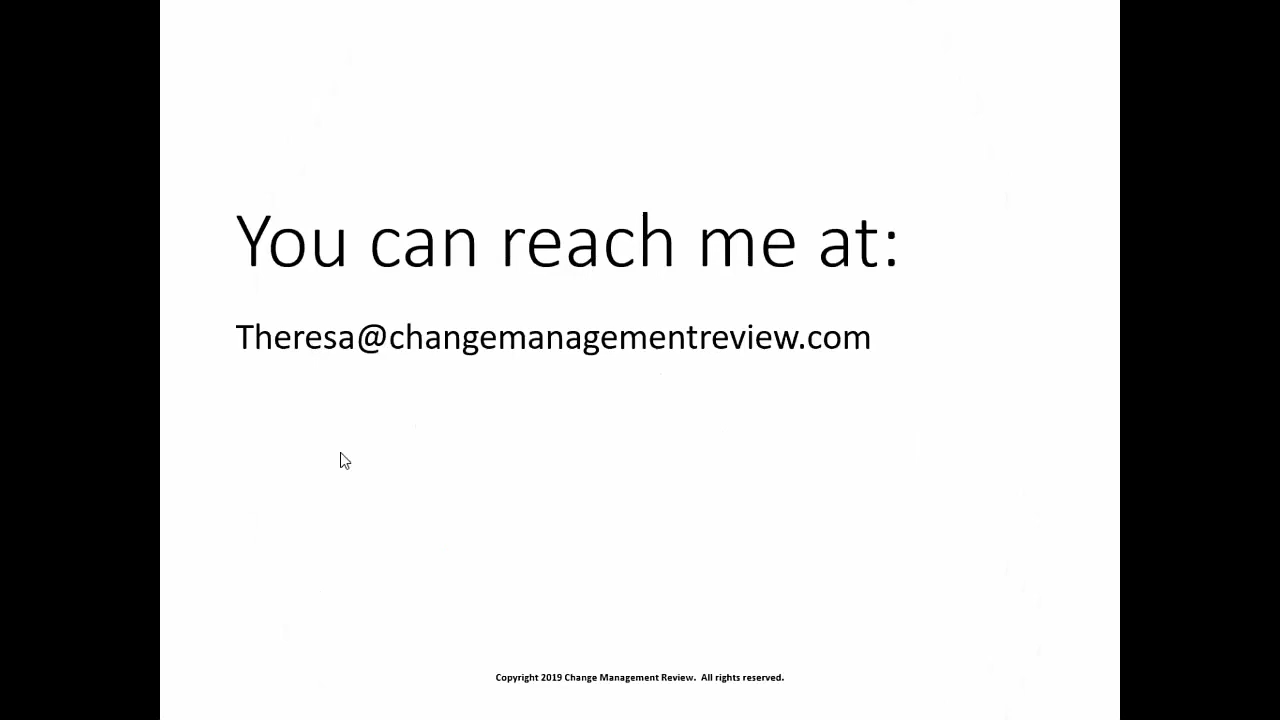 You can reach me at:
Theresa@changemanagementreview.com
Copyright 2019 Change Management Review.  All rights reserved.